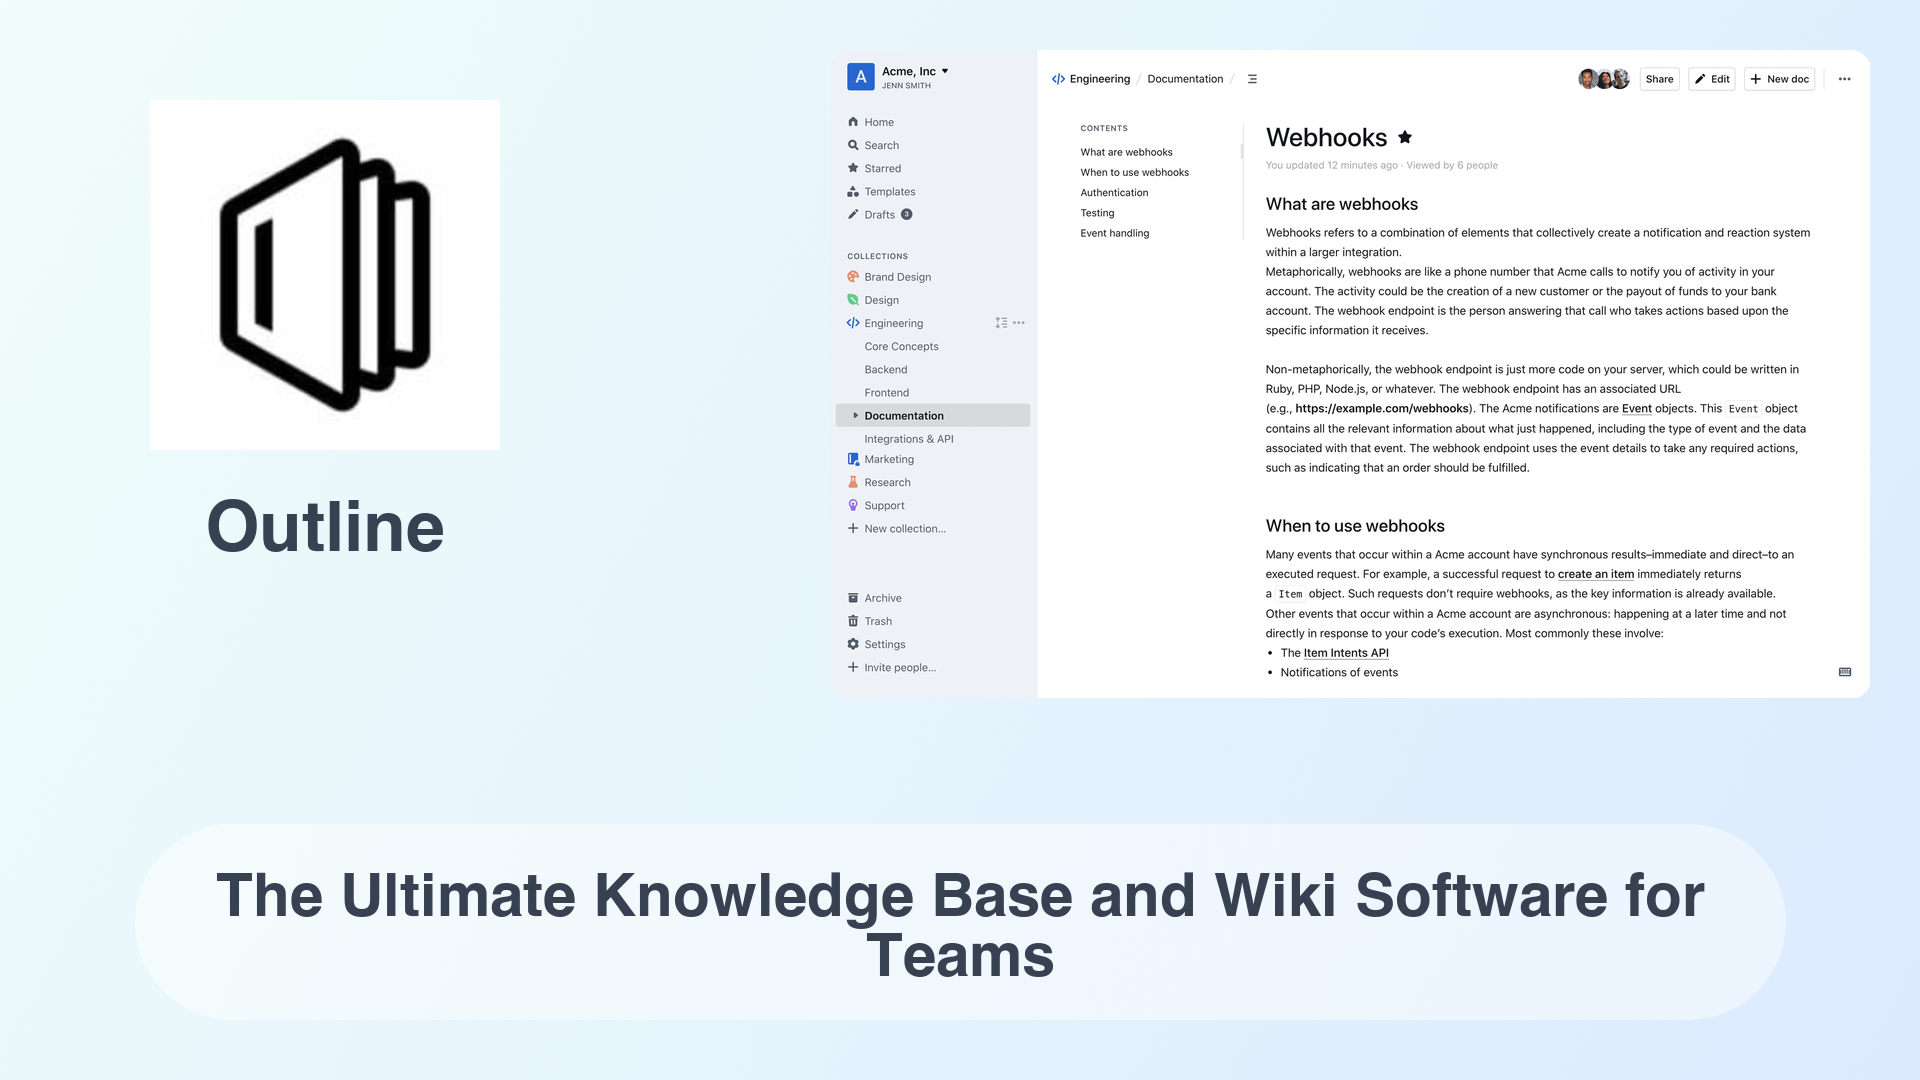 Outline
A
Acme, Inc
JENN SMITH
Home
Search
Starred
Templates
Drafts 3
COLLECTIONS
Brand Design
Design
Engineering
Core Concepts
Backend
Frontend
Documentation
Integrations & API
Marketing
Research
Support
New collection...
Archive
Trash
Settings
Invite people...
Engineering / Documentation /
Share
Edit
New doc
CONTENTS
What are webhooks
When to use webhooks
Authentication
Testing
Event handling
Webhooks
You updated 12 minutes ago · Viewed by 6 people
What are webhooks
Webhooks refers to a combination of elements that collectively create a notification and reaction system
within a larger integration.
Metaphorically, webhooks are like a phone number that Acme calls to notify you of activity in your
account. The activity could be the creation of a new customer or the payout of funds to your bank
account. The webhook endpoint is the person answering that call who takes actions based upon the
specific information it receives.
Non-metaphorically, the webhook endpoint is just more code on your server, which could be written in
Ruby, PHP, Node.js, or whatever. The webhook endpoint has an associated URL
(e.g., https://example.com/webhooks). The Acme notifications are Event objects. This Event object
contains all the relevant information about what just happened, including the type of event and the data
associated with that event. The webhook endpoint uses the event details to take any required actions,
such as indicating that an order should be fulfilled.
When to use webhooks
Many events that occur within a Acme account have synchronous results–immediate and direct–to an
executed request. For example, a successful request to create an item immediately returns
a Item object. Such requests don’t require webhooks, as the key information is already available.
Other events that occur within a Acme account are asynchronous: happening at a later time and not
directly in response to your code’s execution. Most commonly these involve:
• The Item Intents API
• Notifications of events
The Ultimate Knowledge Base and Wiki Software for
Teams